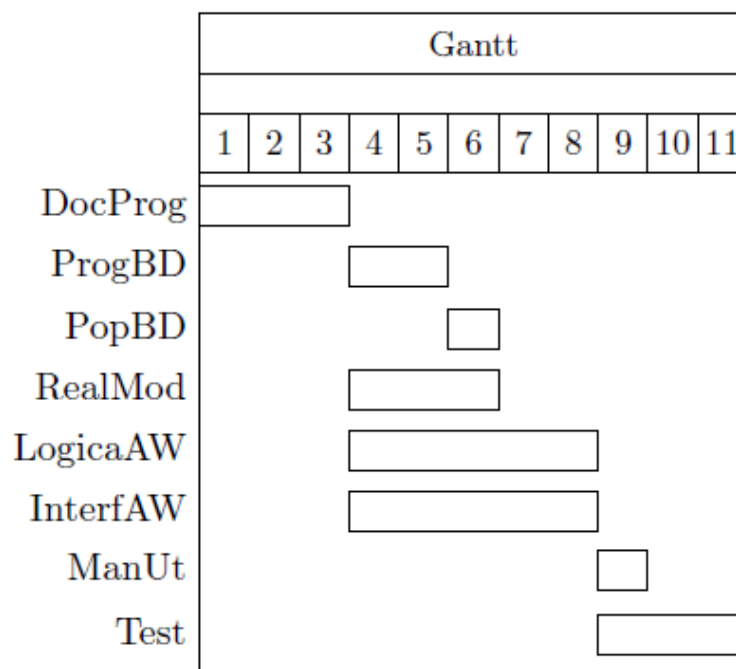 Gantt
1 2 3 4 5 6 7 8 9 10 11
DocProg
ProgBD
PopBD
RealMod
LogicaAW
InterfAW
ManUt
Test